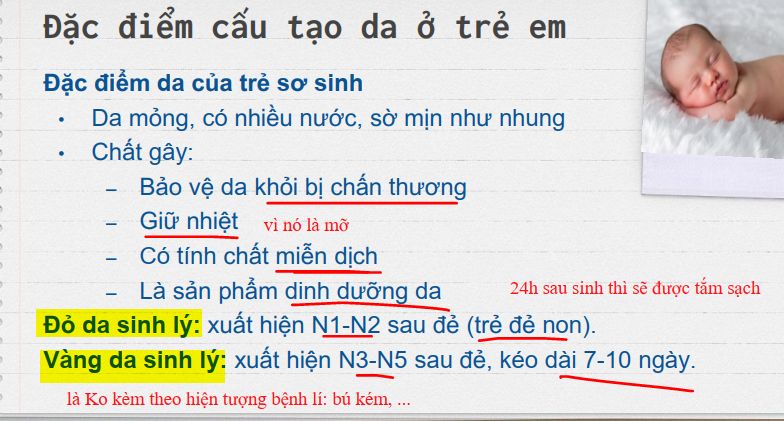 Đặc điểm cấu tạo da ở trẻ em
Đặc điểm da của trẻ sơ sinh
• Da mỏng, có nhiều nước, sờ mịn như nhung
• Chất gây:
– Bảo vệ da khỏi bị chấn thương
– Giữ nhiệt vì nó là mỡ
– Có tính chất miễn dịch
– Là sản phẩm dinh dưỡng da 24h sau sinh thì sẽ được tắm sạch
Đỏ da sinh lý: xuất hiện N1-N2 sau đẻ (trẻ đẻ non).
Vàng da sinh lý: xuất hiện N3-N5 sau đẻ, kéo dài 7-10 ngày.
là Ko kèm theo hiện tượng bệnh lí: bú kém, ...